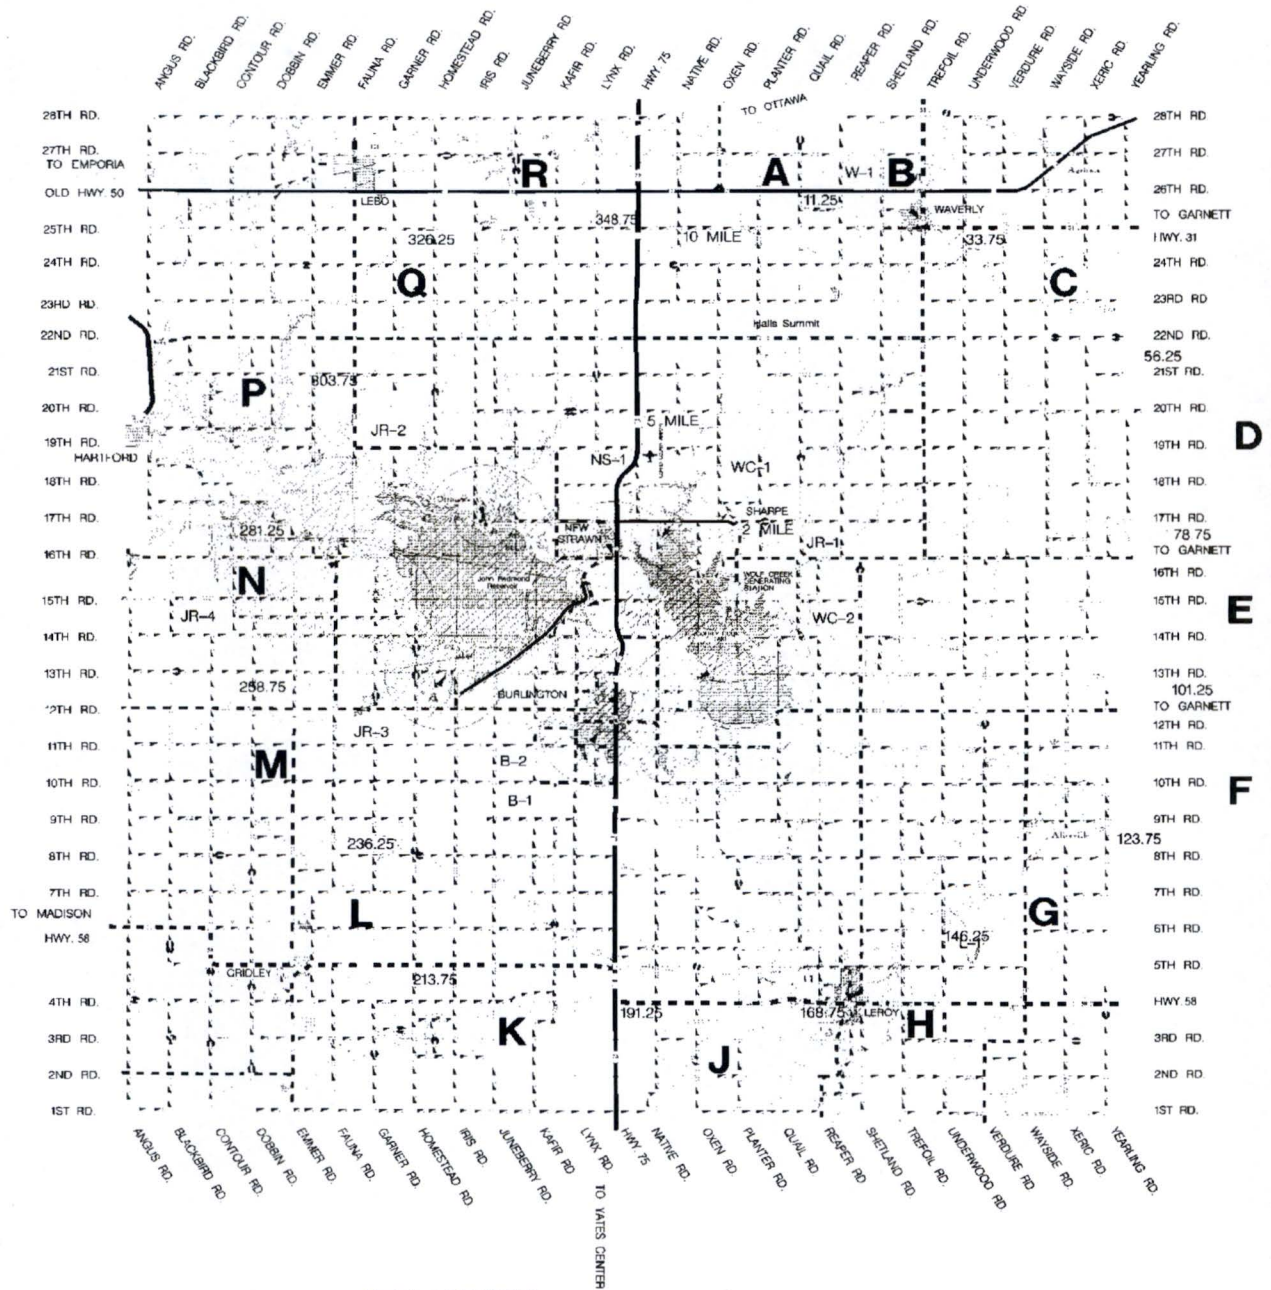 ANGUS RD.
BLACKBIRD RD.
CONTOUR RD.
DOBBIN RD.
EMMER RD.
FAUNA RD.
GARNER RD.
HOMESTEAD RD.
IRIS RD.
JUNEBERRY RD.
KAFIR RD.
LYNX RD.
HWY. 75
NATIVE RD.
OXEN RD.
PLANTER RD.
QUAIL RD.
REAPER RD.
SHETLAND RD.
TREFOIL RD.
UNDERWOOD RD.
VERDURE RD.
WAYSIDE RD.
XERIC RD.
YEARLING RD.
TO OTTAWA
28TH RD. 28TH RD.
27TH RD. 27TH RD.
TO EMPORIA
R A W-1 B
OLD HWY. 50 26TH RD.
LEBO 11.25 WAVERLY
348.75 TO GARNETT
25TH RD. HWY. 31
326.25 10 MILE 33.75
24TH RD. 24TH RD.
Q C
23RD RD. 23RD RD
Halls Summit
22ND RD. 22ND RD.
56.25
21ST RD. 21ST RD.
P 303.75
20TH RD. 20TH RD.
JR-2 5 MILE D
19TH RD. 19TH RD.
HARTFORD NS-1 WC-1
18TH RD. 18TH RD.
SHARPE
17TH RD. 17TH RD.
281.25 NEW STRAWN 2 MILE 78.75
JR-1 TO GARNETT
16TH RD. 16TH RD.
N John Redmond Reservoir WOLF CREEK GENERATING STATION
15TH RD. 15TH RD.
JR-4 WC-2 E
14TH RD. 14TH RD.
13TH RD. 13TH RD.
258.75 BURLINGTON 101.25
TO GARNETT
12TH RD. 12TH RD.
JR-3
11TH RD. 11TH RD.
M B-2
10TH RD. 10TH RD.
B-1 F
9TH RD. 9TH RD.
236.25 123.75
8TH RD. 8TH RD.
7TH RD. 7TH RD.
TO MADISON L G
HWY. 58 6TH RD.
146.25
5TH RD.
GRIDLEY 213.75
4TH RD. HWY. 58
191.25 168.75 LEROY H
3RD RD. K 3RD RD.
J
2ND RD. 2ND RD.
1ST RD. 1ST RD.
ANGUS RD.
BLACKBIRD RD.
CONTOUR RD.
DOBBIN RD.
EMMER RD.
FAUNA RD.
GARNER RD.
HOMESTEAD RD.
IRIS RD.
JUNEBERRY RD.
KAFIR RD
LYNX RD.
HWY. 75
NATIVE RD.
OXEN RD.
PLANTER RD.
QUAIL RD.
REAPER RD.
SHETLAND RD
TREFOIL RD.
UNDERWOOD RD.
VERDURE RD
WAYSIDE RD.
XERIC RD.
YEARLING RD.
TO YATES CENTER